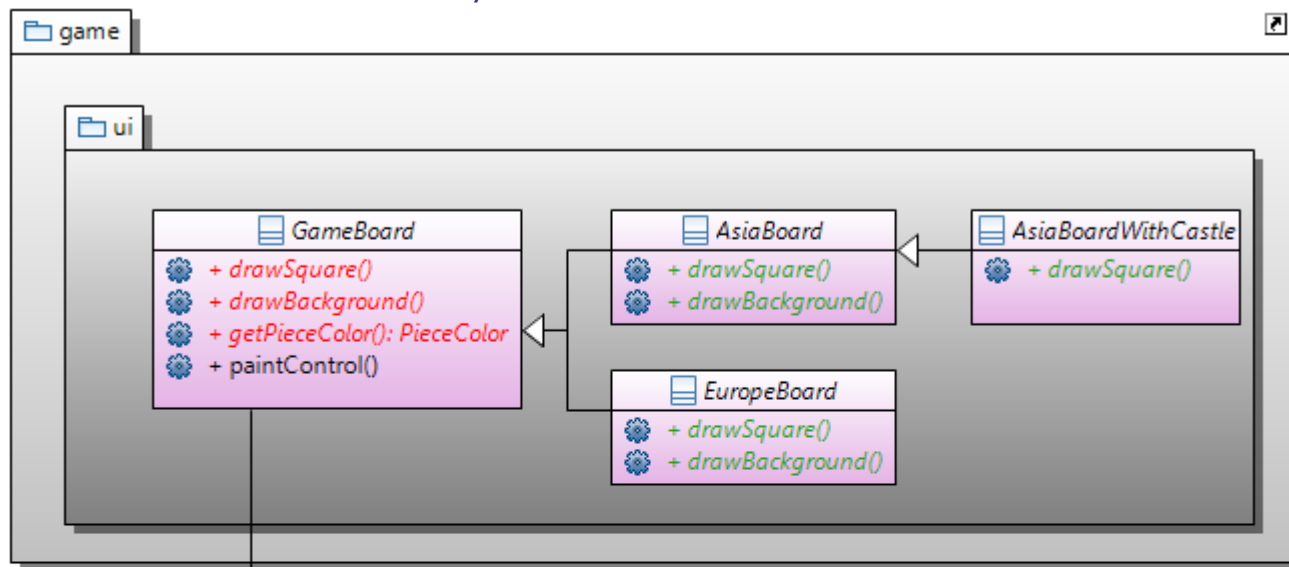 game
ui
GameBoard
+ drawSquare()
+ drawBackground()
+ getPieceColor(): PieceColor
+ paintControl()
AsiaBoard
+ drawSquare()
+ drawBackground()
AsiaBoardWithCastle
+ drawSquare()
EuropeBoard
+ drawSquare()
+ drawBackground()